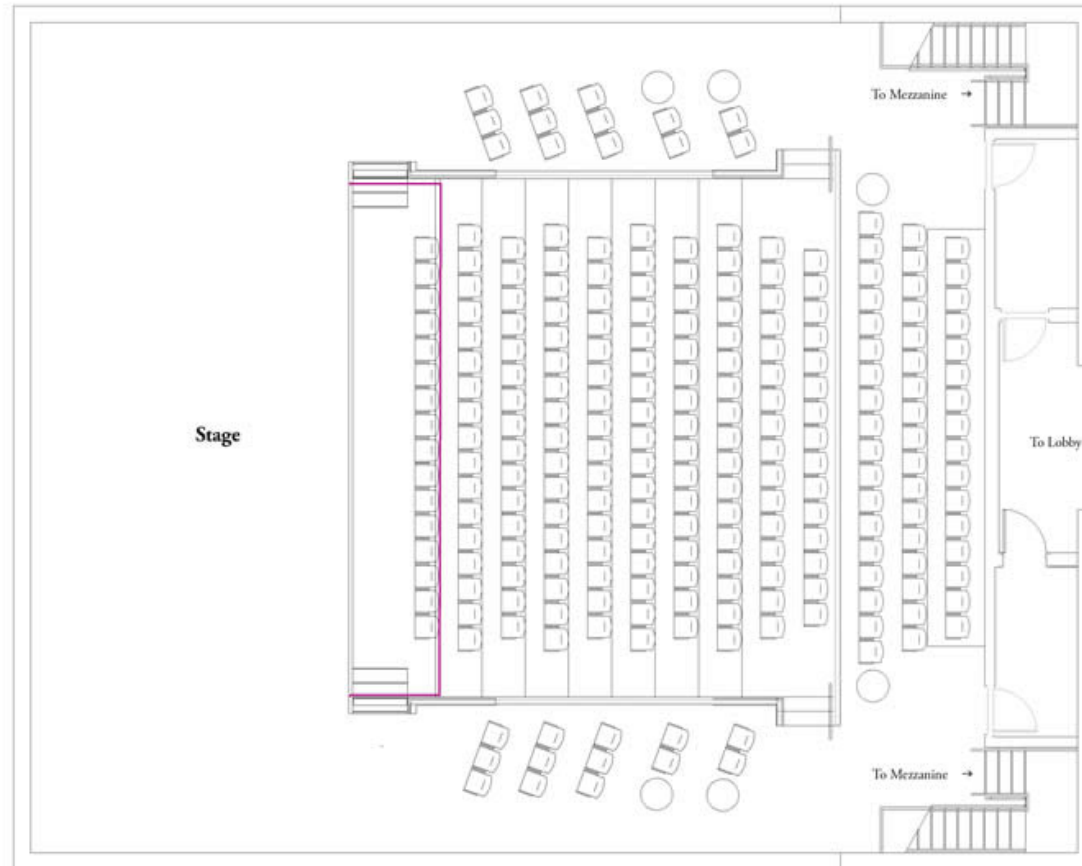 To Mezzanine →
Stage
To Lobby
To Mezzanine →